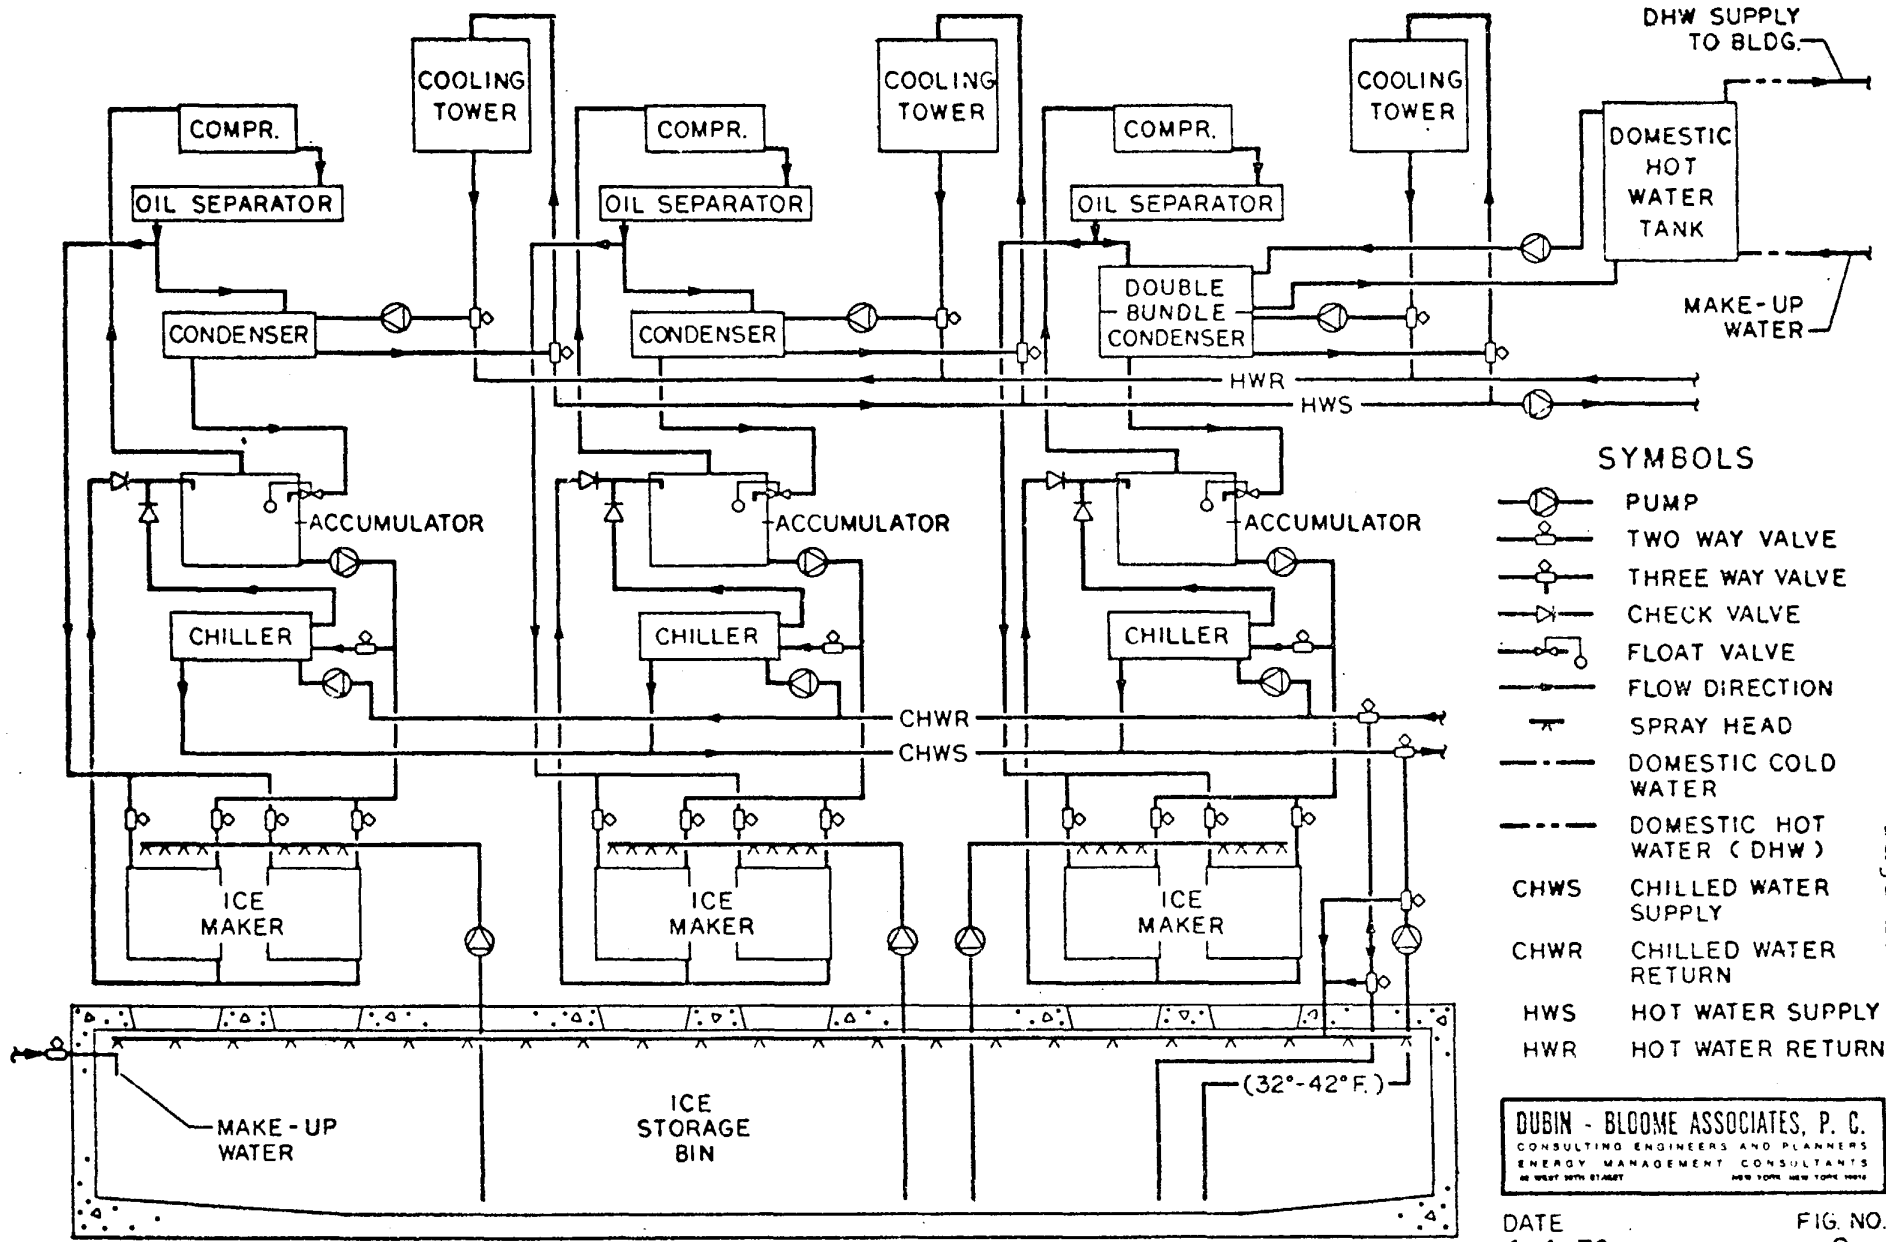 DHW SUPPLY
TO BLDG.
COOLING
TOWER
COOLING
TOWER
COOLING
TOWER
COMPR.
COMPR.
COMPR.
DOMESTIC
HOT
WATER
TANK
OIL SEPARATOR
OIL SEPARATOR
OIL SEPARATOR
MAKE-UP
WATER
CONDENSER
CONDENSER
DOUBLE
BUNDLE
CONDENSER
HWR
HWS
ACCUMULATOR
ACCUMULATOR
ACCUMULATOR
CHILLER
CHILLER
CHILLER
CHWR
CHWS
ICE
MAKER
ICE
MAKER
ICE
MAKER
(32°-42°F.)
MAKE-UP
WATER
ICE
STORAGE
BIN
SYMBOLS
PUMP
TWO WAY VALVE
THREE WAY VALVE
CHECK VALVE
FLOAT VALVE
FLOW DIRECTION
SPRAY HEAD
DOMESTIC COLD
WATER
DOMESTIC HOT
WATER (DHW)
CHWS CHILLED WATER
SUPPLY
CHWR CHILLED WATER
RETURN
HWS HOT WATER SUPPLY
HWR HOT WATER RETURN
DUBIN - BLOOME ASSOCIATES, P. C.
CONSULTING ENGINEERS AND PLANNERS
ENERGY MANAGEMENT CONSULTANTS
NEW YORK NEW YORK
DATE
FIG. NO.